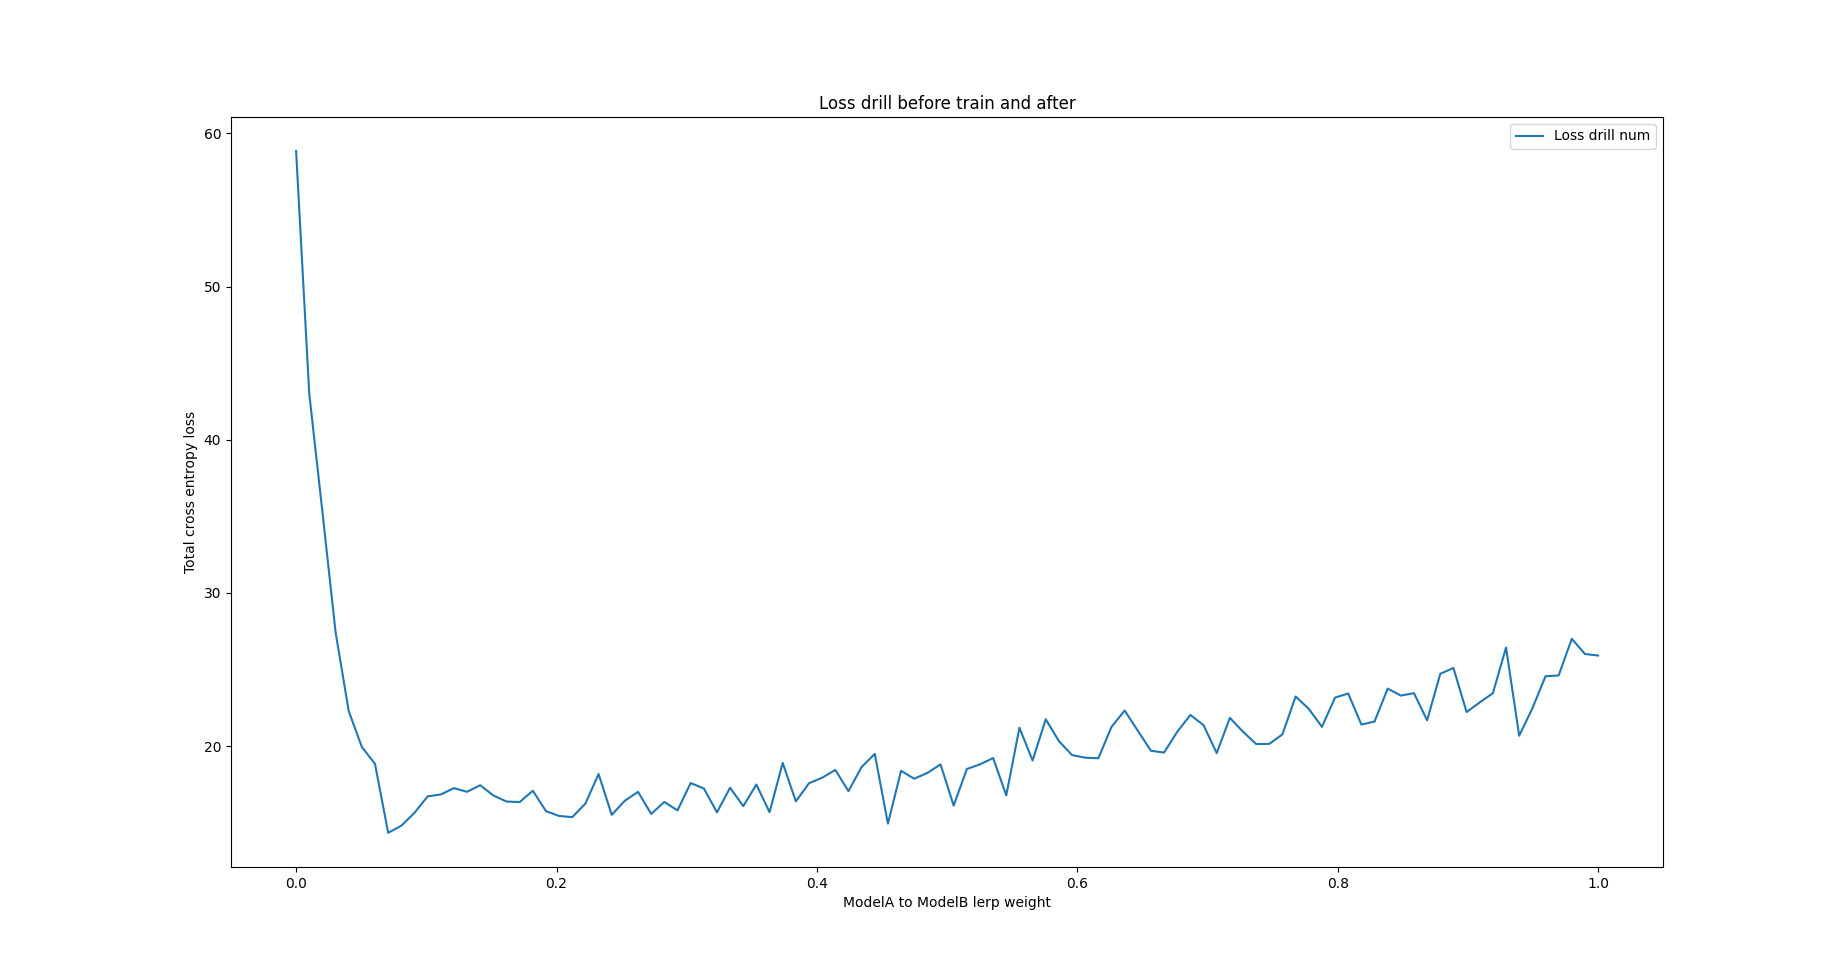 Loss drill before train and after
Loss drill num
60
50
40
30
20
Total cross entropy loss
0.0 0.2 0.4 0.6 0.8 1.0
ModelA to ModelB lerp weight